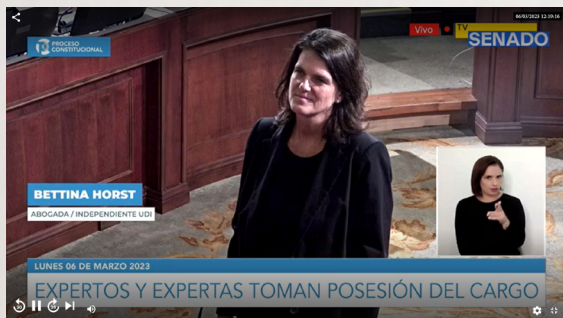 06/03/2023 12:19:16
PROCESO
CONSTITUCIONAL
Vivo
TV
SENADO
BETTINA HORST
ABOGADA / INDEPENDIENTE UDI
LUNES 06 DE MARZO 2023
EXPERTOS Y EXPERTAS TOMAN POSESIÓN DEL CARGO